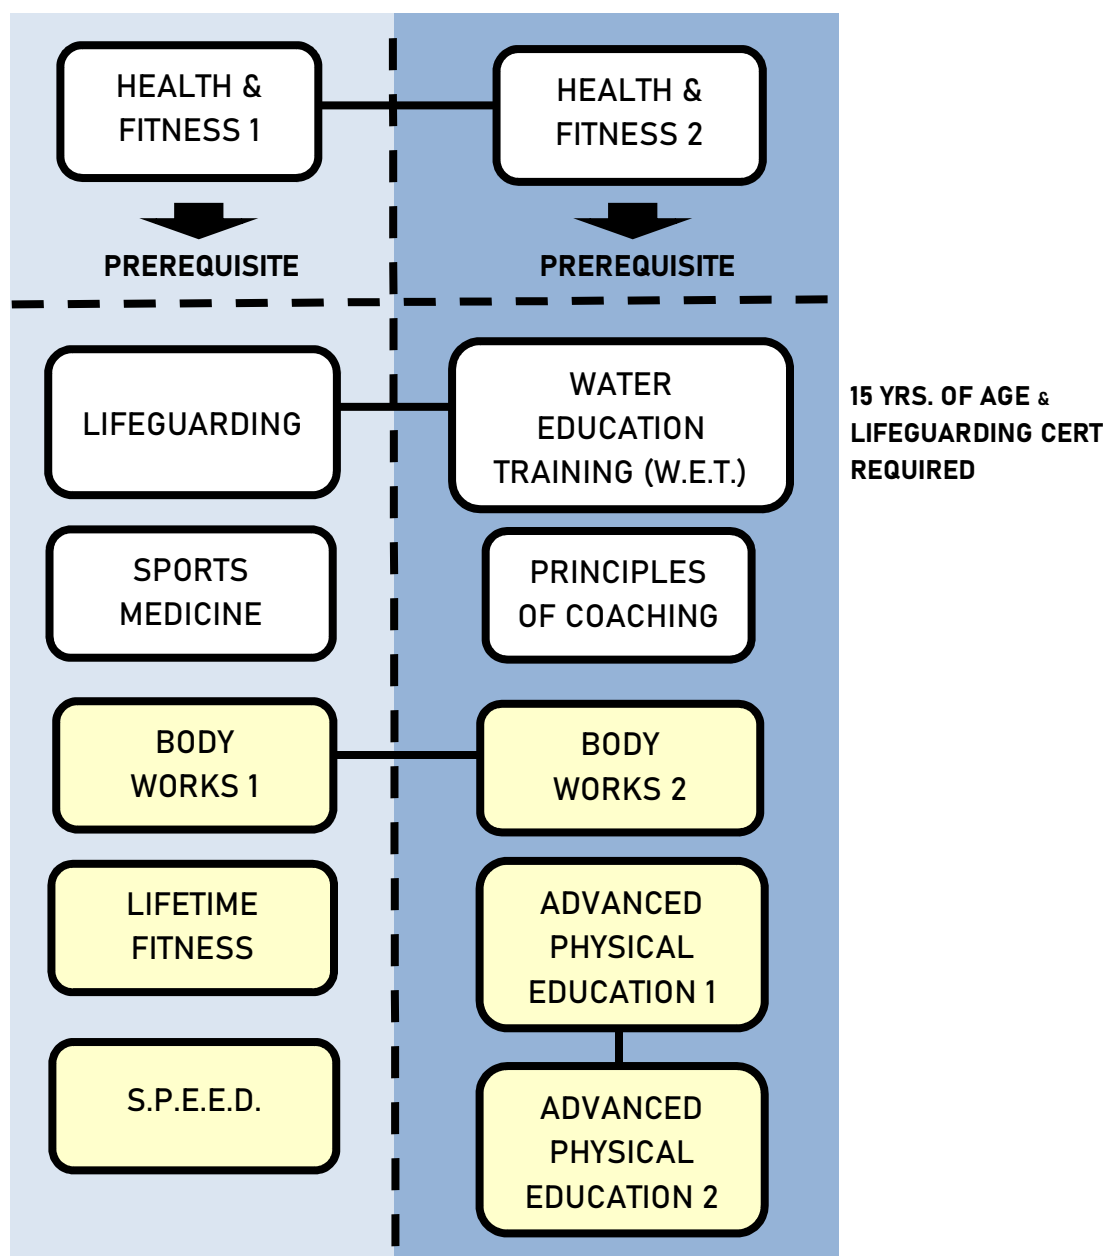 HEALTH &
FITNESS 1
HEALTH &
FITNESS 2
PREREQUISITE
PREREQUISITE
LIFEGUARDING
WATER
EDUCATION
TRAINING (W.E.T.)
15 YRS. OF AGE &
LIFEGUARDING CERT
REQUIRED
SPORTS
MEDICINE
PRINCIPLES
OF COACHING
BODY
WORKS 1
BODY
WORKS 2
LIFETIME
FITNESS
ADVANCED
PHYSICAL
EDUCATION 1
S.P.E.E.D.
ADVANCED
PHYSICAL
EDUCATION 2